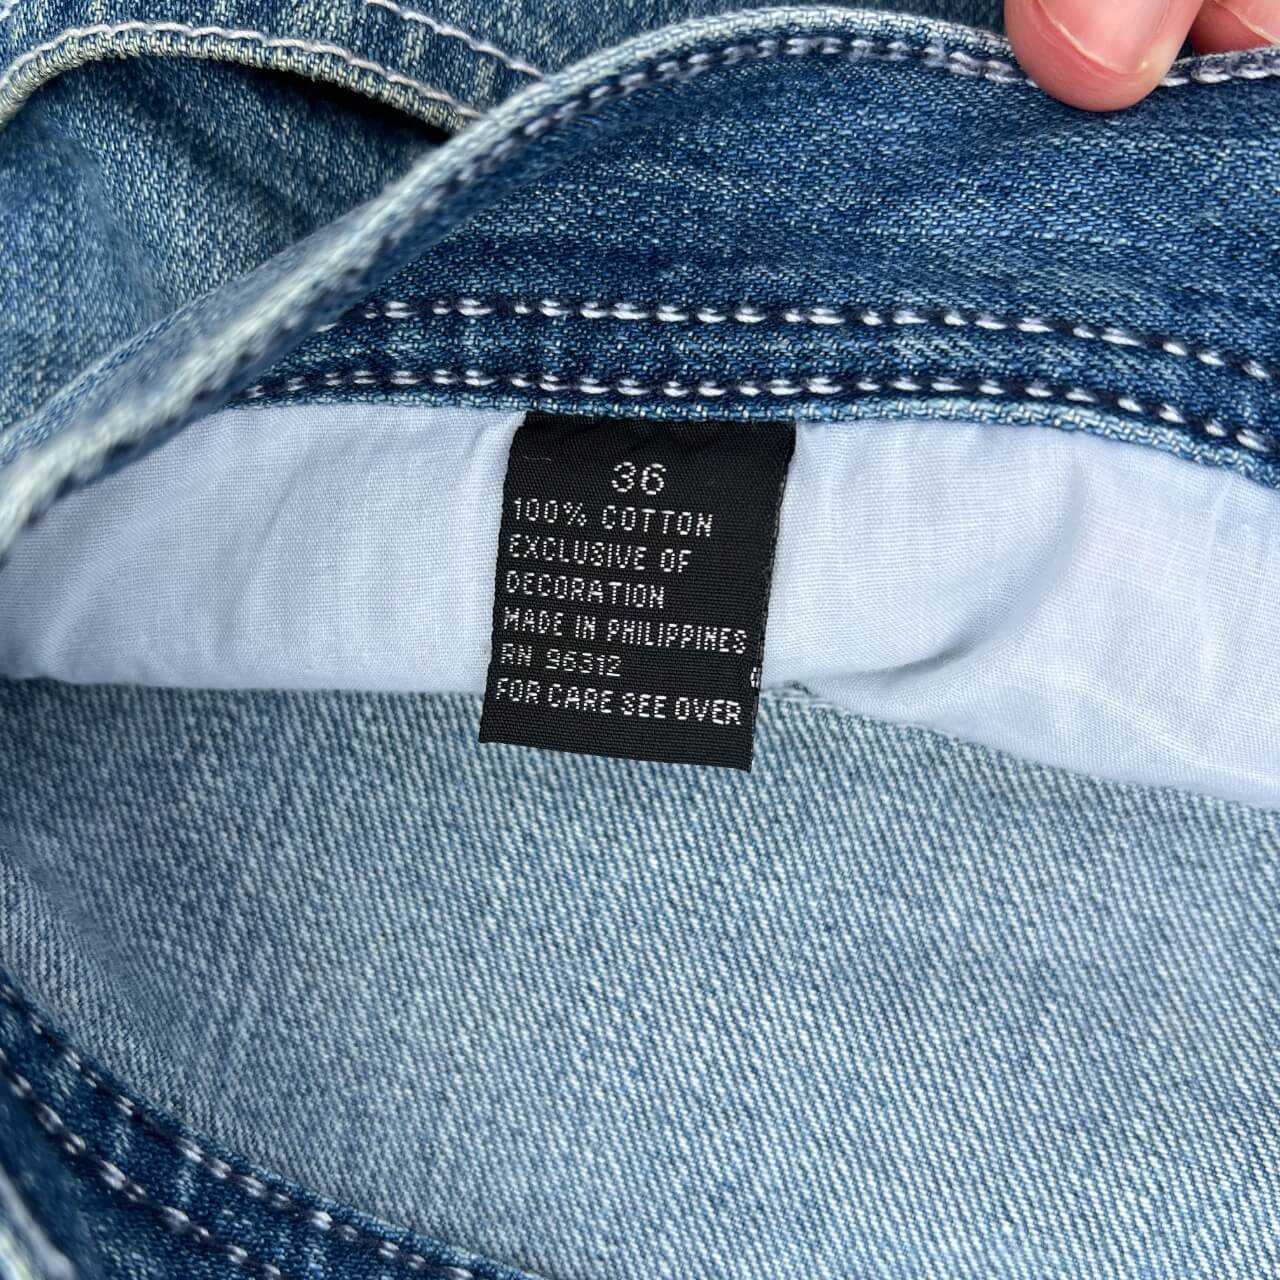 36
100% COTTON
EXCLUSIVE OF
DECORATION
MADE IN PHILIPPINES
RN 96312
FOR CARE SEE OVER